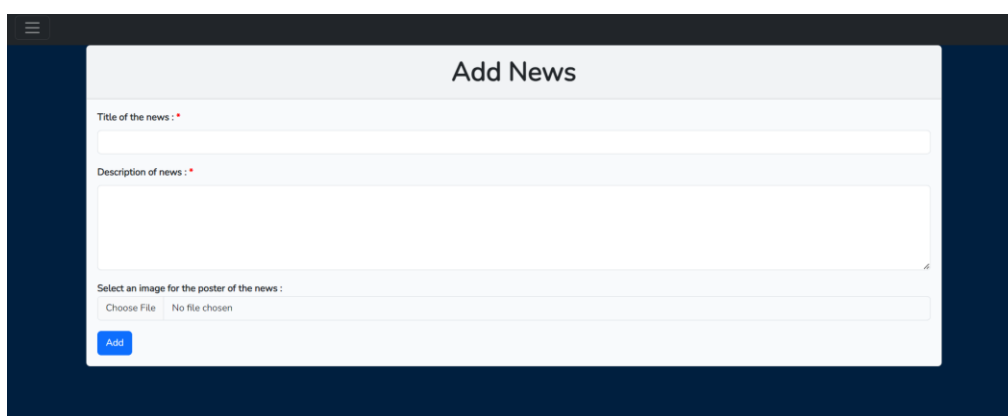 Add News
Title of the news : *
Description of news : *
Select an image for the poster of the news :
Choose File No file chosen
Add